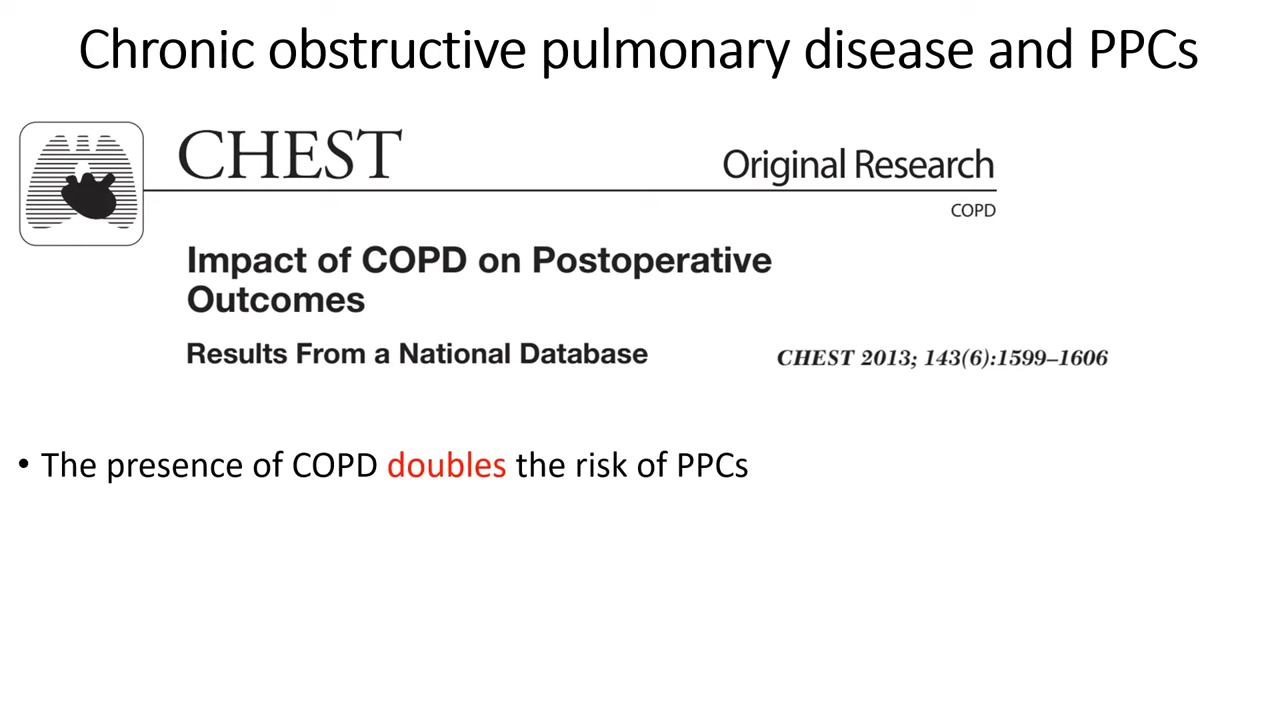 Chronic obstructive pulmonary disease and PPCs
CHEST
Original Research
COPD
Impact of COPD on Postoperative
Outcomes
Results From a National Database
CHEST 2013; 143(6):1599–1606
• The presence of COPD doubles the risk of PPCs